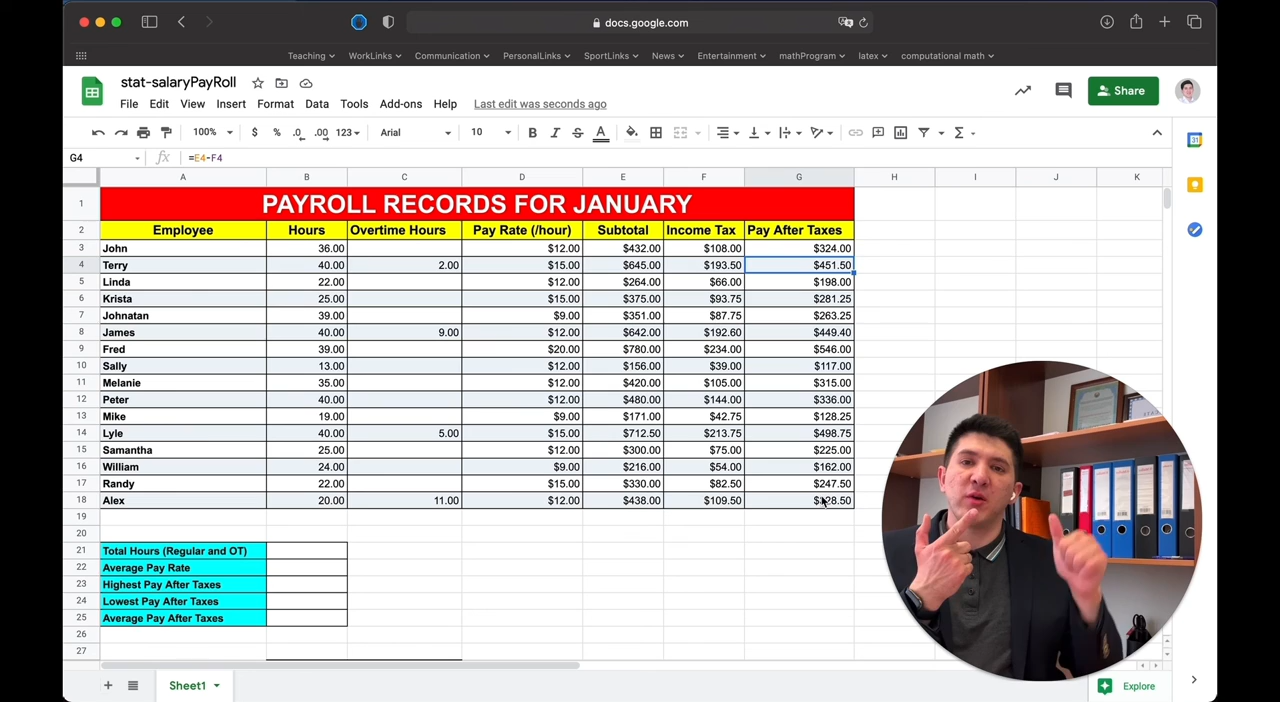 docs.google.com
Teaching WorkLinks Communication PersonalLinks SportLinks News Entertainment mathProgram latex computational math
stat-salaryPayRoll
File Edit View Insert Format Data Tools Add-ons Help Last edit was seconds ago
Share
100% $ % .0 .00 123 Arial 10 B I S A
G4 fx =E4-F4
A B C D E F G H I J K
1 PAYROLL RECORDS FOR JANUARY
2 Employee Hours Overtime Hours Pay Rate (/hour) Subtotal Income Tax Pay After Taxes
3 John 36.00 $12.00 $432.00 $108.00 $324.00
4 Terry 40.00 2.00 $15.00 $645.00 $193.50 $451.50
5 Linda 22.00 $12.00 $264.00 $66.00 $198.00
6 Krista 25.00 $15.00 $375.00 $93.75 $281.25
7 Johnatan 39.00 $9.00 $351.00 $87.75 $263.25
8 James 40.00 9.00 $12.00 $642.00 $192.60 $449.40
9 Fred 39.00 $20.00 $780.00 $234.00 $546.00
10 Sally 13.00 $12.00 $156.00 $39.00 $117.00
11 Melanie 35.00 $12.00 $420.00 $105.00 $315.00
12 Peter 40.00 $12.00 $480.00 $144.00 $336.00
13 Mike 19.00 $9.00 $171.00 $42.75 $128.25
14 Lyle 40.00 5.00 $15.00 $712.50 $213.75 $498.75
15 Samantha 25.00 $12.00 $300.00 $75.00 $225.00
16 William 24.00 $9.00 $216.00 $54.00 $162.00
17 Randy 22.00 $15.00 $330.00 $82.50 $247.50
18 Alex 20.00 11.00 $12.00 $438.00 $109.50
19
20
21 Total Hours (Regular and OT)
22 Average Pay Rate
23 Highest Pay After Taxes
24 Lowest Pay After Taxes
25 Average Pay After Taxes
26
27
Sheet1
Explore